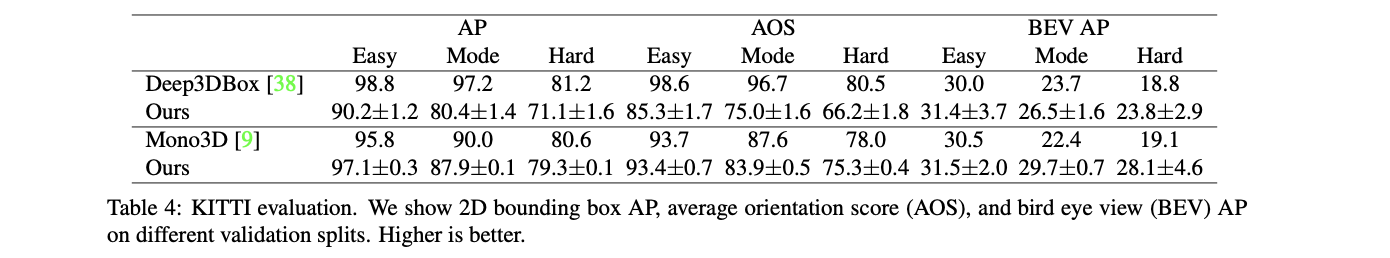 AP AOS BEV AP
Easy Mode Hard Easy Mode Hard Easy Mode Hard
Deep3DBox [38] 98.8 97.2 81.2 98.6 96.7 80.5 30.0 23.7 18.8
Ours 90.2±1.2 80.4±1.4 71.1±1.6 85.3±1.7 75.0±1.6 66.2±1.8 31.4±3.7 26.5±1.6 23.8±2.9
Mono3D [9] 95.8 90.0 80.6 93.7 87.6 78.0 30.5 22.4 19.1
Ours 97.1±0.3 87.9±0.1 79.3±0.1 93.4±0.7 83.9±0.5 75.3±0.4 31.5±2.0 29.7±0.7 28.1±4.6
Table 4: KITTI evaluation. We show 2D bounding box AP, average orientation score (AOS), and bird eye view (BEV) AP
on different validation splits. Higher is better.